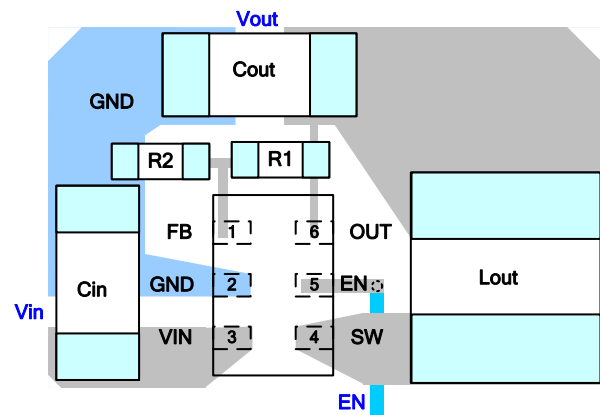 Vout
Cout
GND
R2
R1
FB
1
6
OUT
GND
2
5
EN
Cin
Lout
Vin
VIN
3
4
SW
EN